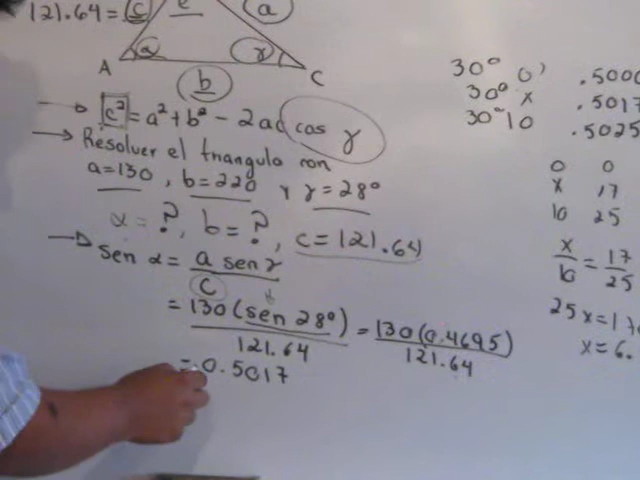 121.64 = c
c
a
α
γ
A
b
C
c² = a² + b² - 2ac cos γ
Resolver el triangulo con
a = 130, b = 220 y γ = 28°
α = ?, b = ?, c = 121.64
Sen α = a sen γ
c
= 130 (sen 28°) = 130 (0.4695)
121.64 121.64
= 0.5017
30° 0' .5000
30° x .5017
30° 10 .5025
0 0
x 17
10 25
x = 17
10 25
25x = 17
x = 6.